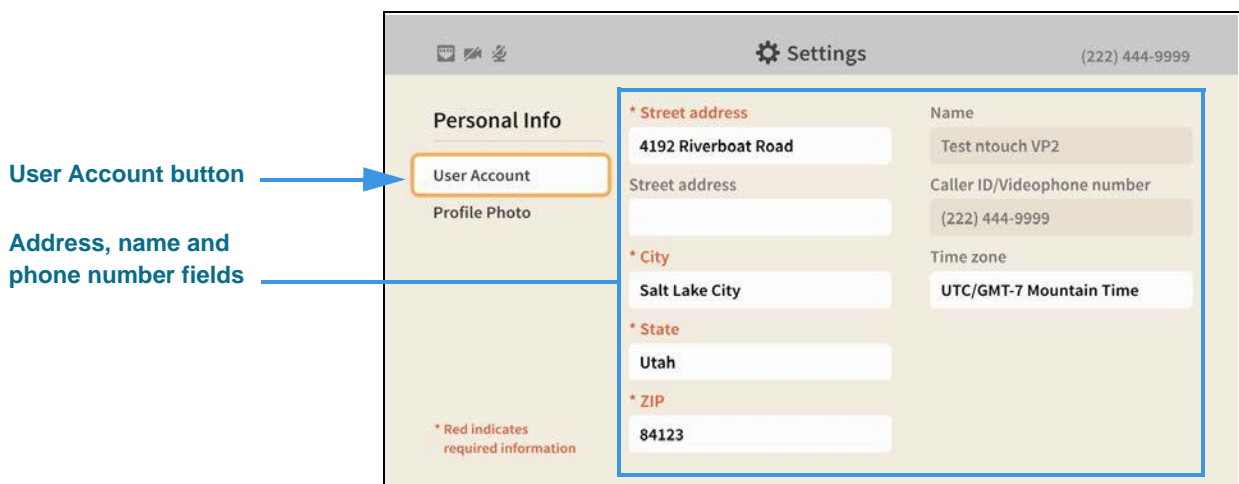 Settings
(222) 444-9999
Personal Info
User Account
Profile Photo
* Red indicates
required information
* Street address
4192 Riverboat Road
Street address
* City
Salt Lake City
* State
Utah
* ZIP
84123
Name
Test ntouch VP2
Caller ID/Videophone number
(222) 444-9999
Time zone
UTC/GMT-7 Mountain Time
User Account button
Address, name and
phone number fields